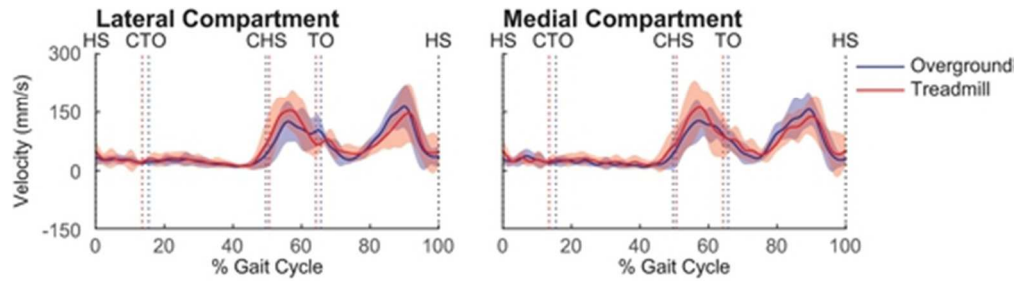 Lateral Compartment
HS CTO CHS TO HS
300
150
0
-150
Velocity (mm/s)
0 20 40 60 80 100
% Gait Cycle
Medial Compartment
HS CTO CHS TO HS
0 20 40 60 80 100
% Gait Cycle
Overground
Treadmill